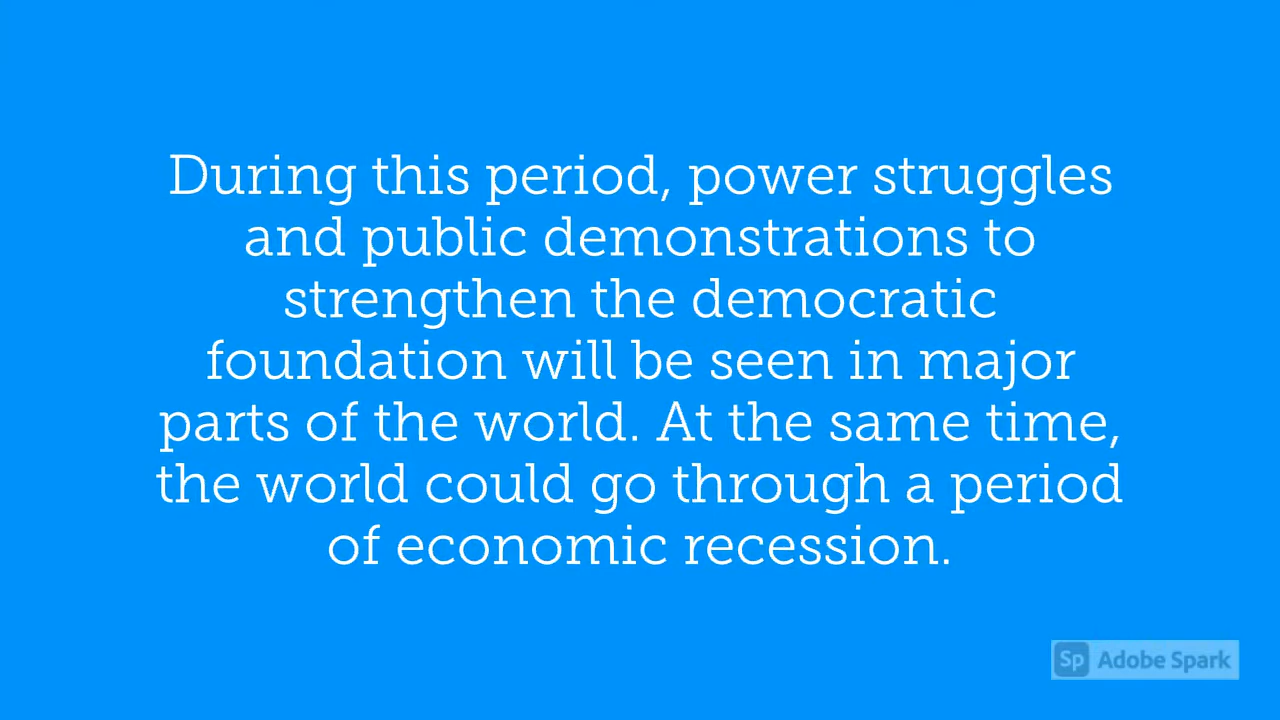 During this period, power struggles
and public demonstrations to
strengthen the democratic
foundation will be seen in major
parts of the world. At the same time,
the world could go through a period
of economic recession.
Sp Adobe Spark